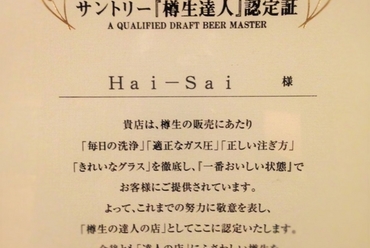 サントリー『樽生達人』認定証
A QUALIFIED DRAFT BEER MASTER
Hai-Sai 様
貴店は、樽生の販売にあたり
「毎日の洗浄」「適正なガス圧」「正しい注ぎ方」
「きれいなグラス」を徹底し、『一番おいしい状態』で
お客様にご提供されています。
よって、これまでの努力に敬意を表し、
「樽生の達人の店」としてここに認定いたします。